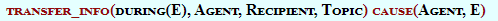 TRANSFER_INFO(DURING(E), AGENT, RECIPIENT, TOPIC) CAUSE(AGENT, E)